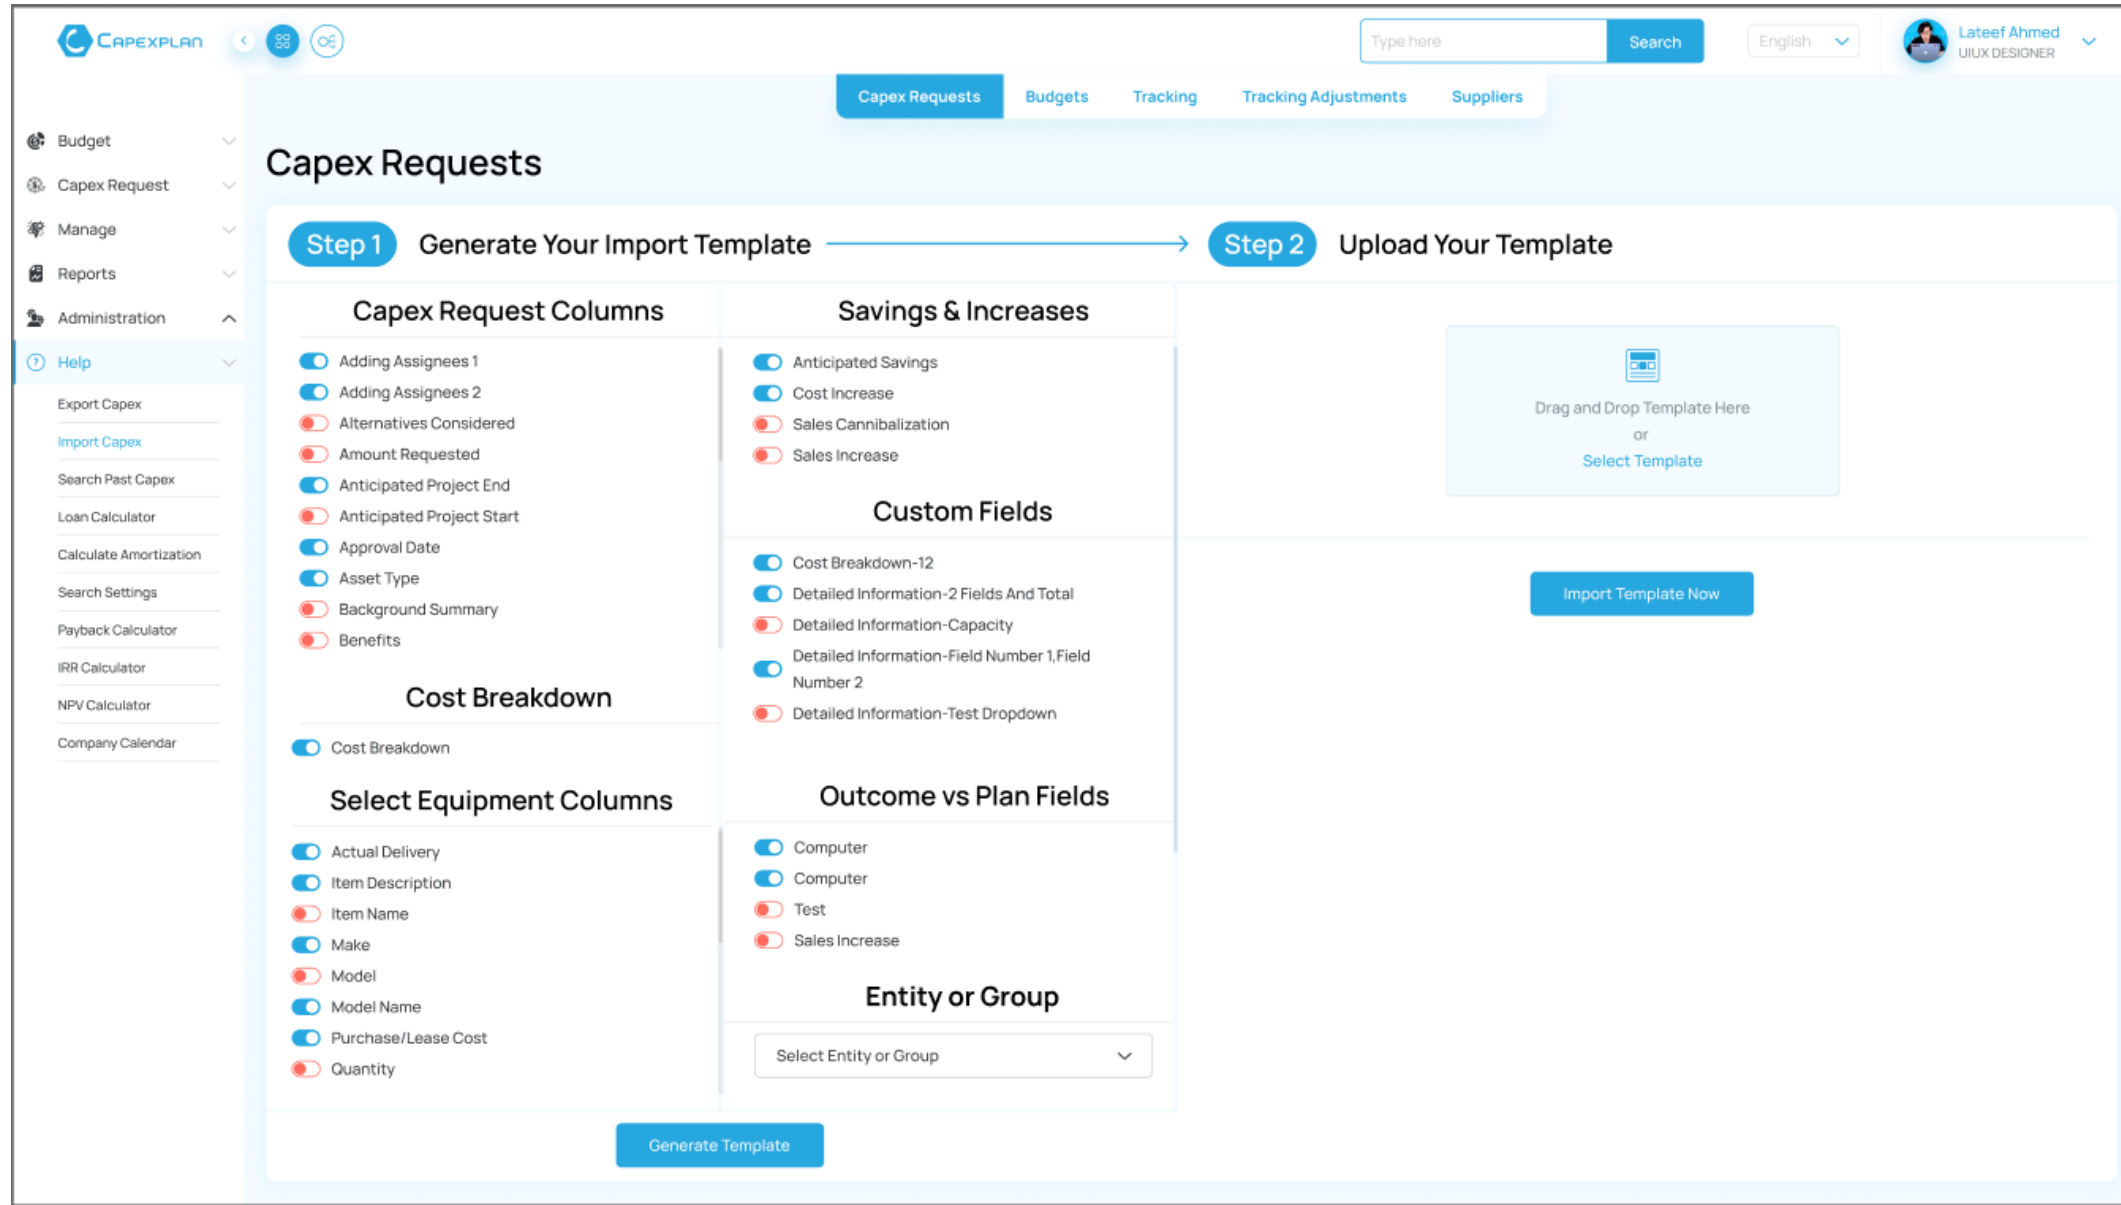 CAPEXPLAN
Type here
Search
English
Lateef Ahmed
UIUX DESIGNER
Capex Requests
Budgets
Tracking
Tracking Adjustments
Suppliers
Budget
Capex Request
Manage
Reports
Administration
Help
Export Capex
Import Capex
Search Past Capex
Loan Calculator
Calculate Amortization
Search Settings
Payback Calculator
IRR Calculator
NPV Calculator
Company Calendar
Capex Requests
Step 1
Generate Your Import Template
Step 2
Upload Your Template
Capex Request Columns
Adding Assignees 1
Adding Assignees 2
Alternatives Considered
Amount Requested
Anticipated Project End
Anticipated Project Start
Approval Date
Asset Type
Background Summary
Benefits
Cost Breakdown
Cost Breakdown
Select Equipment Columns
Actual Delivery
Item Description
Item Name
Make
Model
Model Name
Purchase/Lease Cost
Quantity
Savings & Increases
Anticipated Savings
Cost Increase
Sales Cannibalization
Sales Increase
Custom Fields
Cost Breakdown-12
Detailed Information-2 Fields And Total
Detailed Information-Capacity
Detailed Information-Field Number 1,Field
Number 2
Detailed Information-Test Dropdown
Outcome vs Plan Fields
Computer
Computer
Test
Sales Increase
Entity or Group
Select Entity or Group
Generate Template
Drag and Drop Template Here
or
Select Template
Import Template Now